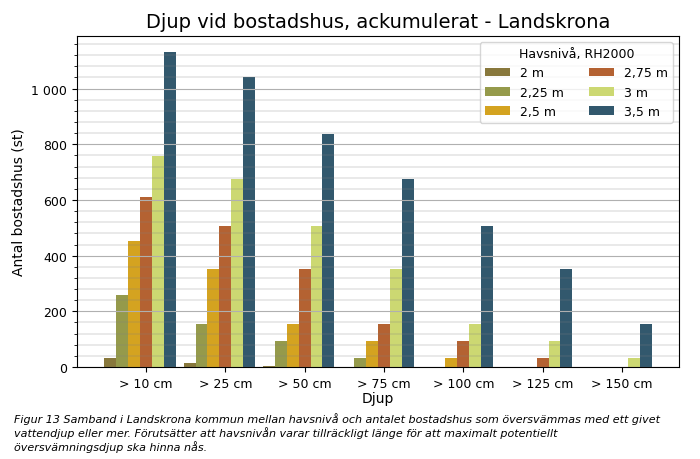 Djup vid bostadshus, ackumulerat - Landskrona
Havsnivå, RH2000
2 m
2,25 m
2,5 m
2,75 m
3 m
3,5 m
Antal bostadshus (st)
1 000
800
600
400
200
0
> 10 cm
> 25 cm
> 50 cm
> 75 cm
> 100 cm
> 125 cm
> 150 cm
Djup
Figur 13 Samband i Landskrona kommun mellan havsnivå och antalet bostadshus som översvämmas med ett givet
vattendjup eller mer. Förutsätter att havsnivån varar tillräckligt länge för att maximalt potentiellt
översvämningsdjup ska hinna nås.